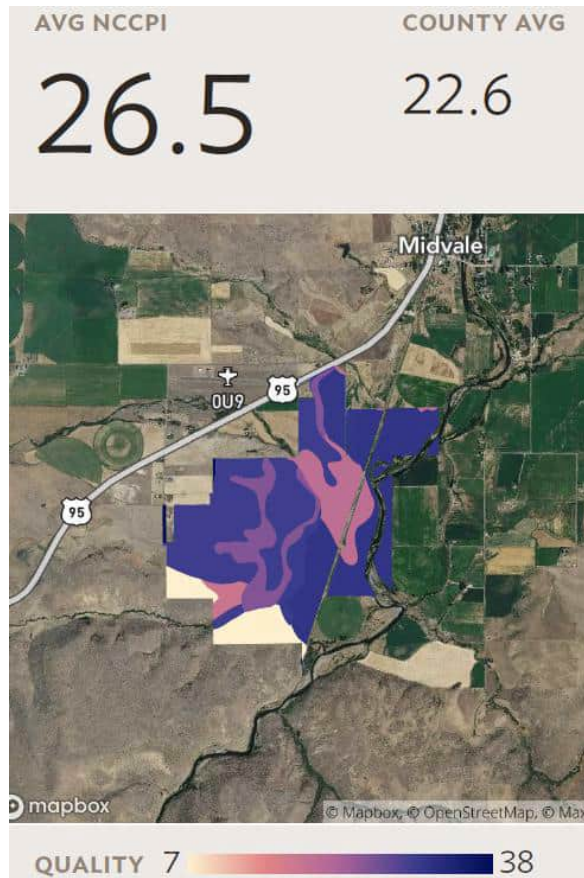 AVG NCCPI
COUNTY AVG
26.5
22.6
Midvale
0U9
95
95
mapbox
© Mapbox, © OpenStreetMap, © Max
QUALITY 7 38